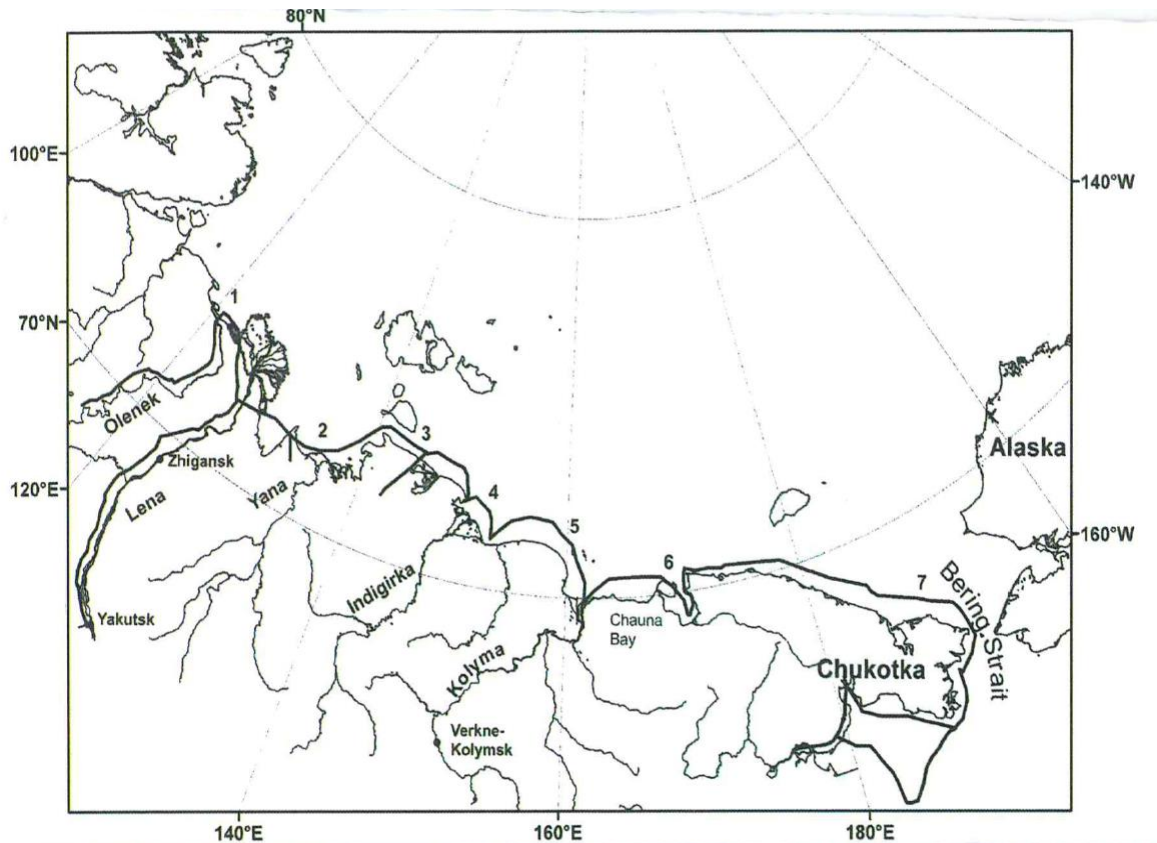 80°N
100°E
140°W
1
70°N
Olenek
2
3
Alaska
Zhigansk
120°E
Lena
Yana
4
5
160°W
6
7
Bering Strait
Indigirka
Yakutsk
Chauna
Bay
Kolyma
Chukotka
Verkne-
Kolymsk
140°E
160°E
180°E